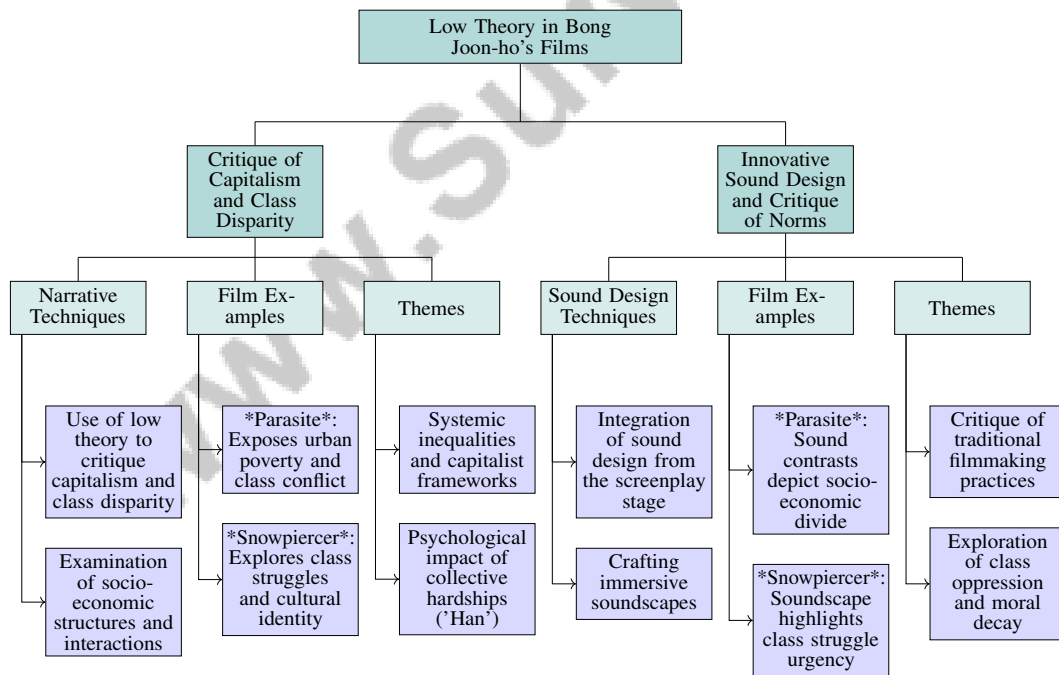 Low Theory in Bong
Joon-ho's Films
Critique of
Capitalism
and Class
Disparity
Innovative
Sound Design
and Critique
of Norms
Narrative
Techniques
Film Ex-
amples
Themes
Sound Design
Techniques
Film Ex-
amples
Themes
Use of low
theory to
critique
capitalism and
class disparity
Examination
of socio-
economic
structures and
interactions
*Parasite*:
Exposes urban
poverty and
class conflict
*Snowpiercer*:
Explores class
struggles
and cultural
identity
Systemic
inequalities
and capitalist
frameworks
Psychological
impact of
collective
hardships
('Han')
Integration
of sound
design from
the screenplay
stage
Crafting
immersive
soundscapes
*Parasite*:
Sound
contrasts
depict socio-
economic
divide
*Snowpiercer*:
Soundscape
highlights
class struggle
urgency
Critique of
traditional
filmmaking
practices
Exploration
of class
oppression
and moral
decay